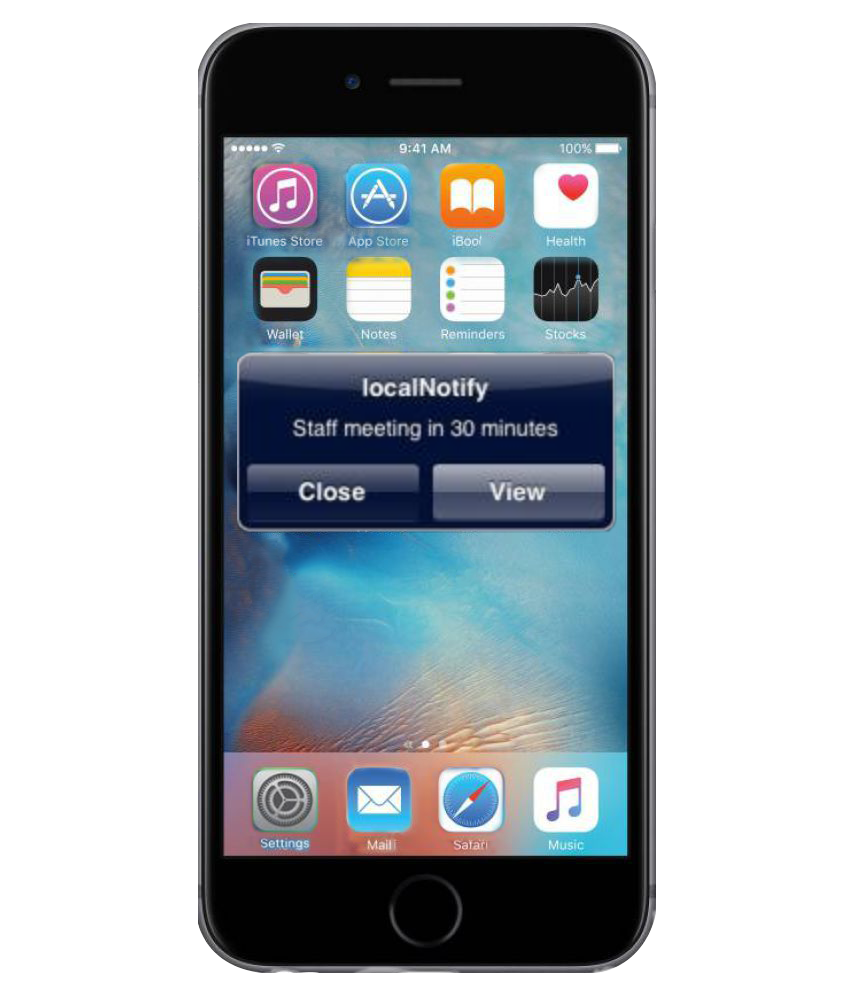 9:41 AM 100%
iTunes Store App Store iBoo Health
Wallet Notes Reminders Stocks
localNotify
Staff meeting in 30 minutes
Close View
Settings Mail Safari Music